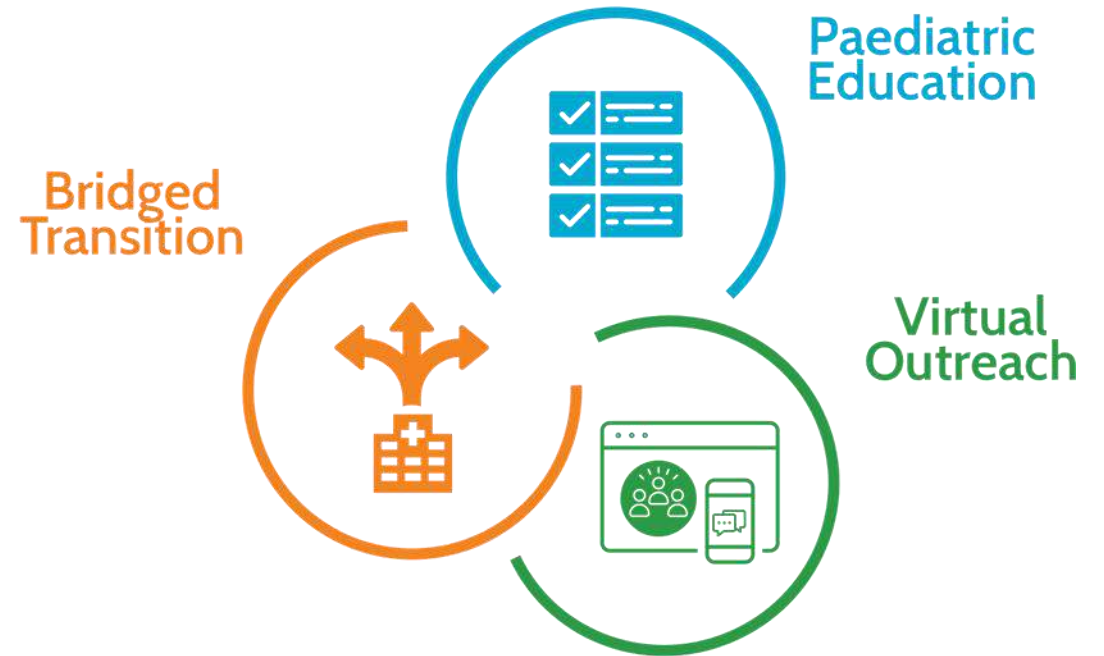 Paediatric
Education
Bridged
Transition
Virtual
Outreach